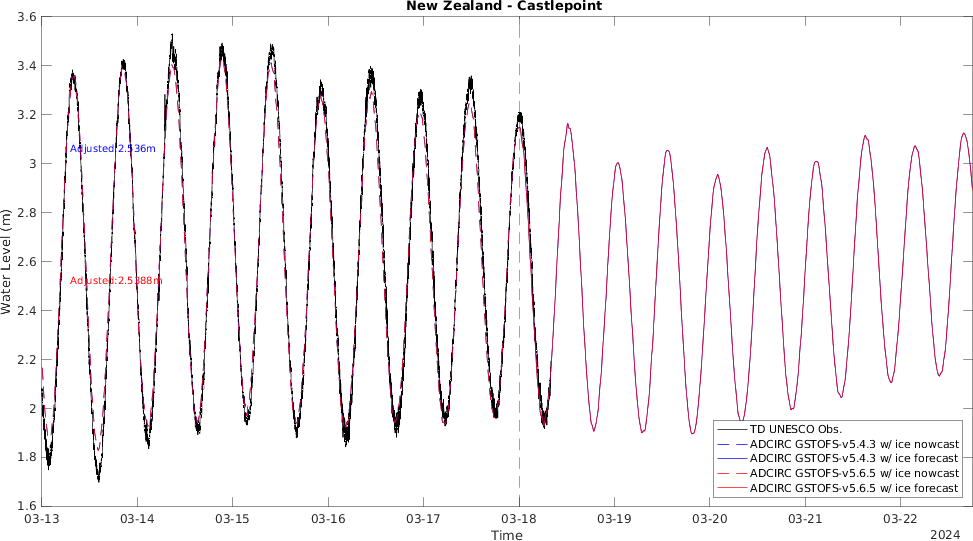 New Zealand - Castlepoint
3.6
3.4
3.2
3
2.8
2.6
2.4
2.2
2
1.8
1.6
Water Level (m)
Adjusted:2.536m
Adjusted:2.5388m
TD UNESCO Obs.
ADCIRC GSTOFS-v5.4.3 w/ ice nowcast
ADCIRC GSTOFS-v5.4.3 w/ ice forecast
ADCIRC GSTOFS-v5.6.5 w/ ice nowcast
ADCIRC GSTOFS-v5.6.5 w/ ice forecast
03-13 03-14 03-15 03-16 03-17 03-18 03-19 03-20 03-21 03-22
Time
2024